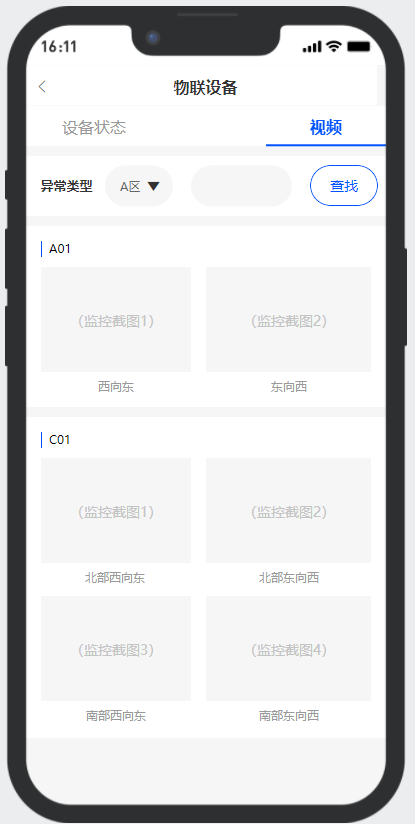 16:11
物联设备
设备状态 视频
异常类型 A区 查找
A01
(监控截图1) (监控截图2)
西向东 东向西
C01
(监控截图1) (监控截图2)
北部西向东 北部东向西
(监控截图3) (监控截图4)
南部西向东 南部东向西